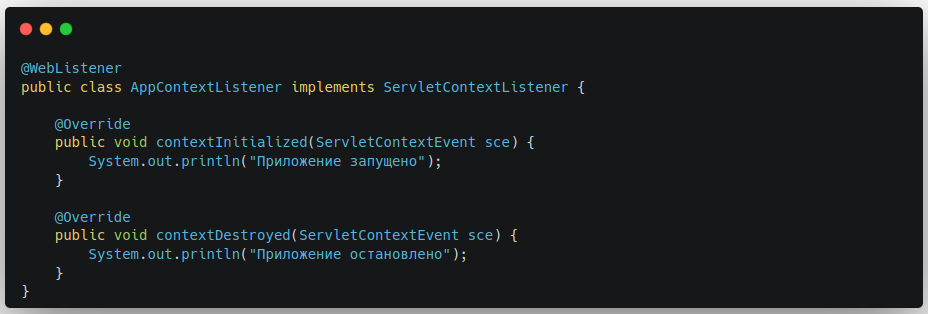 @WebListener
public class AppContextListener implements ServletContextListener {
    @Override
    public void contextInitialized(ServletContextEvent sce) {
        System.out.println("Приложение запущено");
    }
    @Override
    public void contextDestroyed(ServletContextEvent sce) {
        System.out.println("Приложение остановлено");
    }
}